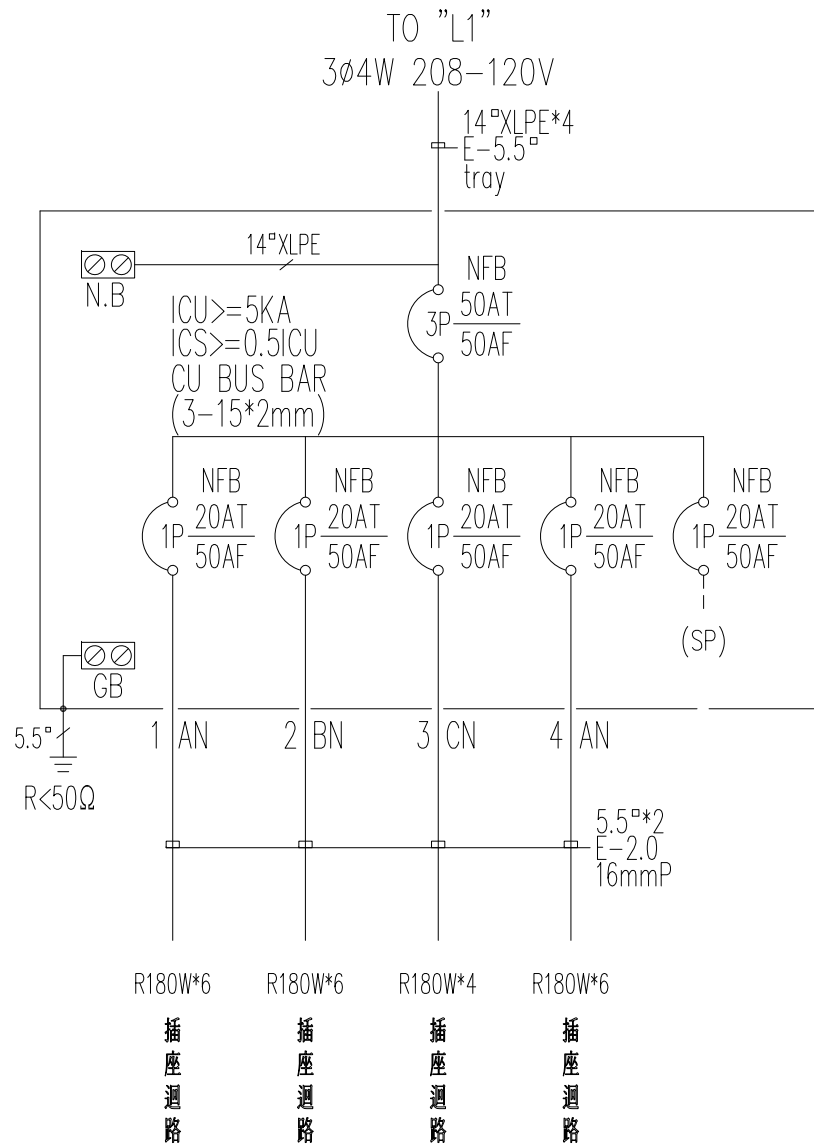 TO "L1"
3ø4W 208-120V
14□XLPE*4
E-5.5□
tray
14□XLPE
N.B
ICU>=5KA
ICS>=0.5ICU
CU BUS BAR
(3-15*2mm)
NFB
3P 50AT
50AF
NFB
1P 20AT
50AF
NFB
1P 20AT
50AF
NFB
1P 20AT
50AF
NFB
1P 20AT
50AF
NFB
1P 20AT
50AF
(SP)
GB
5.5□
R<50Ω
1 AN
2 BN
3 CN
4 AN
5.5□*2
E-2.0
16mmP
R180W*6
R180W*6
R180W*4
R180W*6
插座迴路
插座迴路
插座迴路
插座迴路